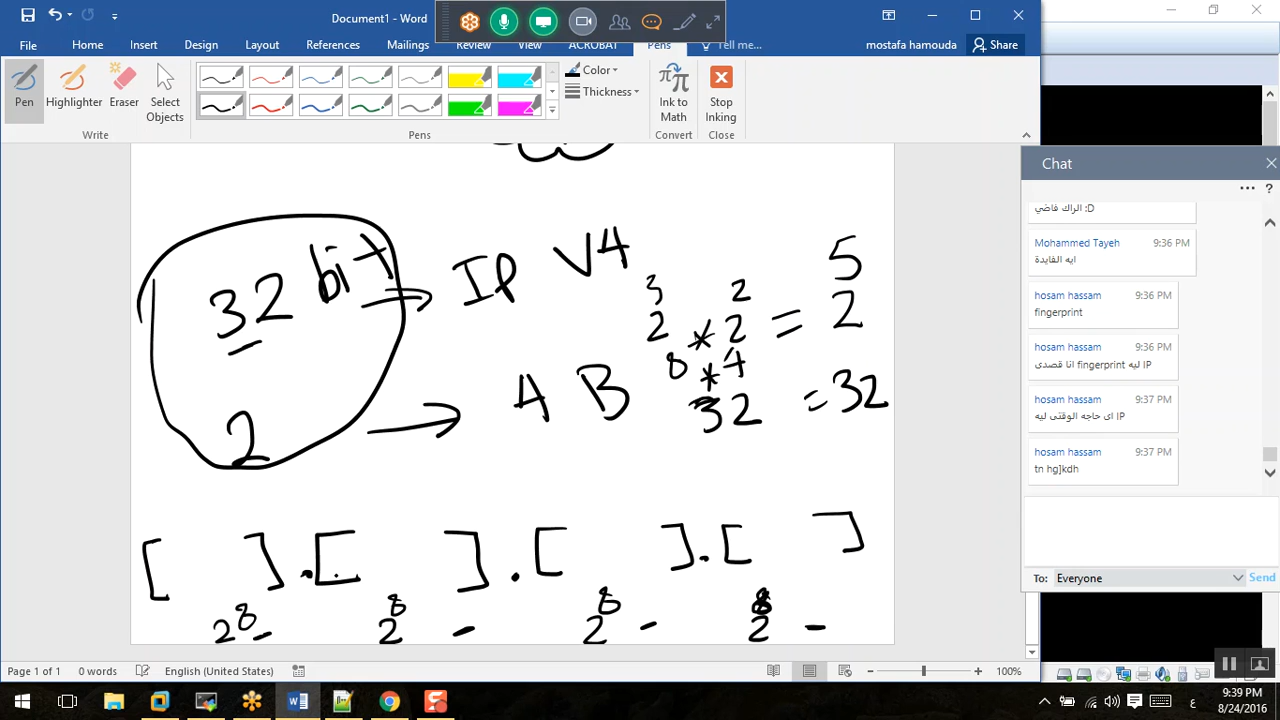 Document1 - Word
File Home Insert Design Layout References Mailings Review View ACROBAT Pens Tell me... mostafa hamouda Share
Pen Highlighter Eraser Select Objects
Color
Thickness
Ink to Math
Stop Inking
Write Pens Convert Close
Chat
الراك فاضي :D
Mohammed Tayeh 9:36 PM
ايه الفايدة
hosam hassam 9:36 PM
fingerprint
hosam hassam 9:36 PM
انا قصدى fingerprint ليه IP
hosam hassam 9:37 PM
اى حاجه الوقتى ليه IP
hosam hassam 9:37 PM
tn hg]kdh
To: Everyone Send
32 bit → IP V4
2 → A B
2^3 * 2^2 = 2^5
8 * 4
32 = 32
[ ] . [ ] . [ ] . [ ]
2^8 - 2^8 - 2^8 - 2^8 -
Page 1 of 1 0 words English (United States) 100%
9:39 PM
8/24/2016